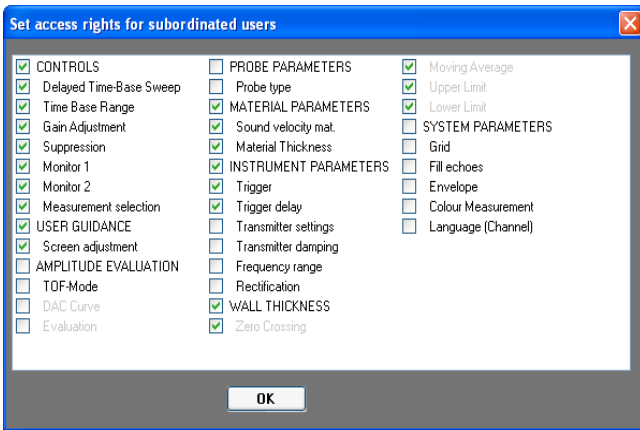 Set access rights for subordinated users
CONTROLS
Delayed Time-Base Sweep
Time Base Range
Gain Adjustment
Suppression
Monitor 1
Monitor 2
Measurement selection
USER GUIDANCE
Screen adjustment
AMPLITUDE EVALUATION
TOF-Mode
DAC Curve
Evaluation
PROBE PARAMETERS
Probe type
MATERIAL PARAMETERS
Sound velocity mat.
Material Thickness
INSTRUMENT PARAMETERS
Trigger
Trigger delay
Transmitter settings
Transmitter damping
Frequency range
Rectification
WALL THICKNESS
Zero Crossing
Moving Average
Upper Limit
Lower Limit
SYSTEM PARAMETERS
Grid
Fill echoes
Envelope
Colour Measurement
Language (Channel)
OK